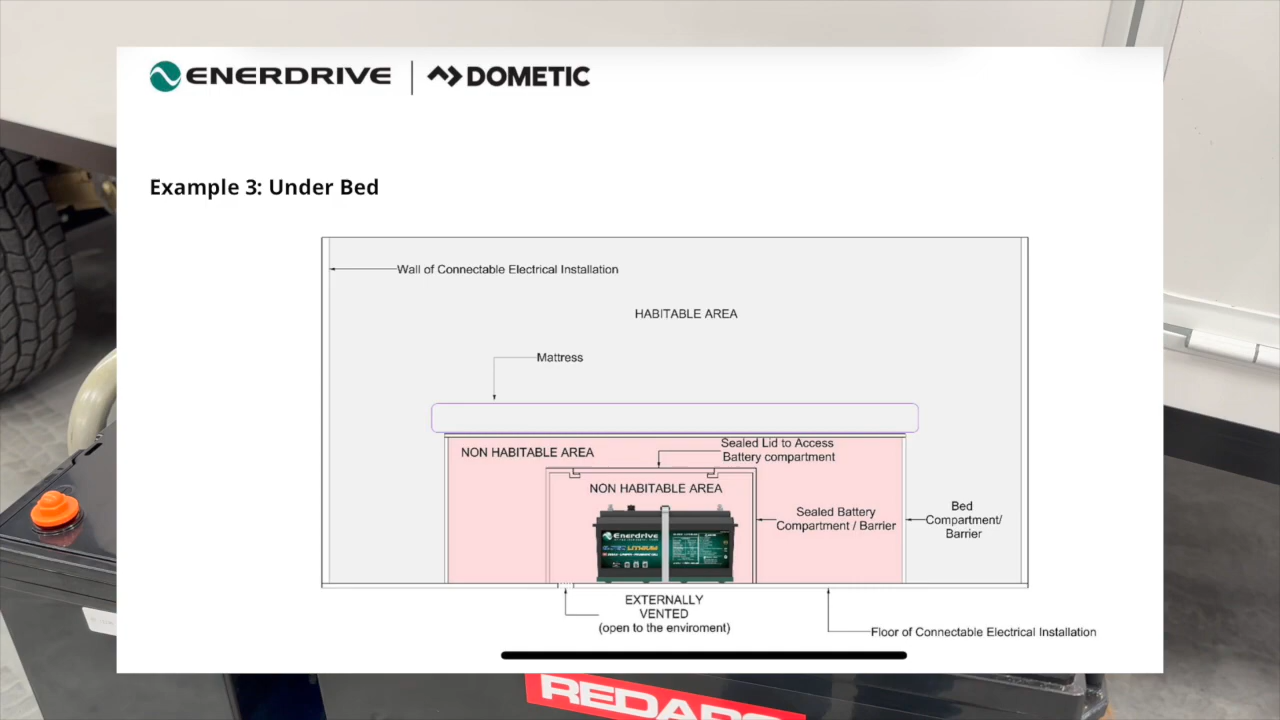 ENERDRIVE | DOMETIC
Example 3: Under Bed
Wall of Connectable Electrical Installation
HABITABLE AREA
Mattress
NON HABITABLE AREA
Sealed Lid to Access
Battery compartment
NON HABITABLE AREA
Sealed Battery
Compartment / Barrier
Bed
Compartment/
Barrier
Enerdrive
LITHIUM
EXTERNALLY
VENTED
(open to the enviroment)
Floor of Connectable Electrical Installation
REDARC